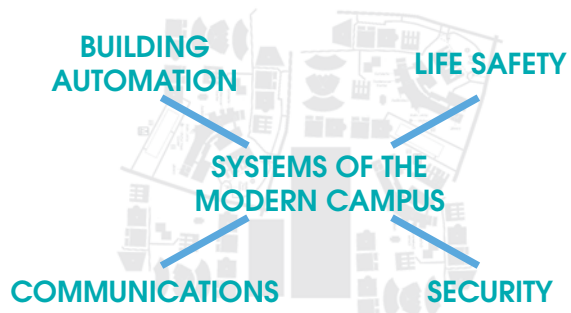 BUILDING
AUTOMATION
LIFE SAFETY
SYSTEMS OF THE
MODERN CAMPUS
COMMUNICATIONS
SECURITY